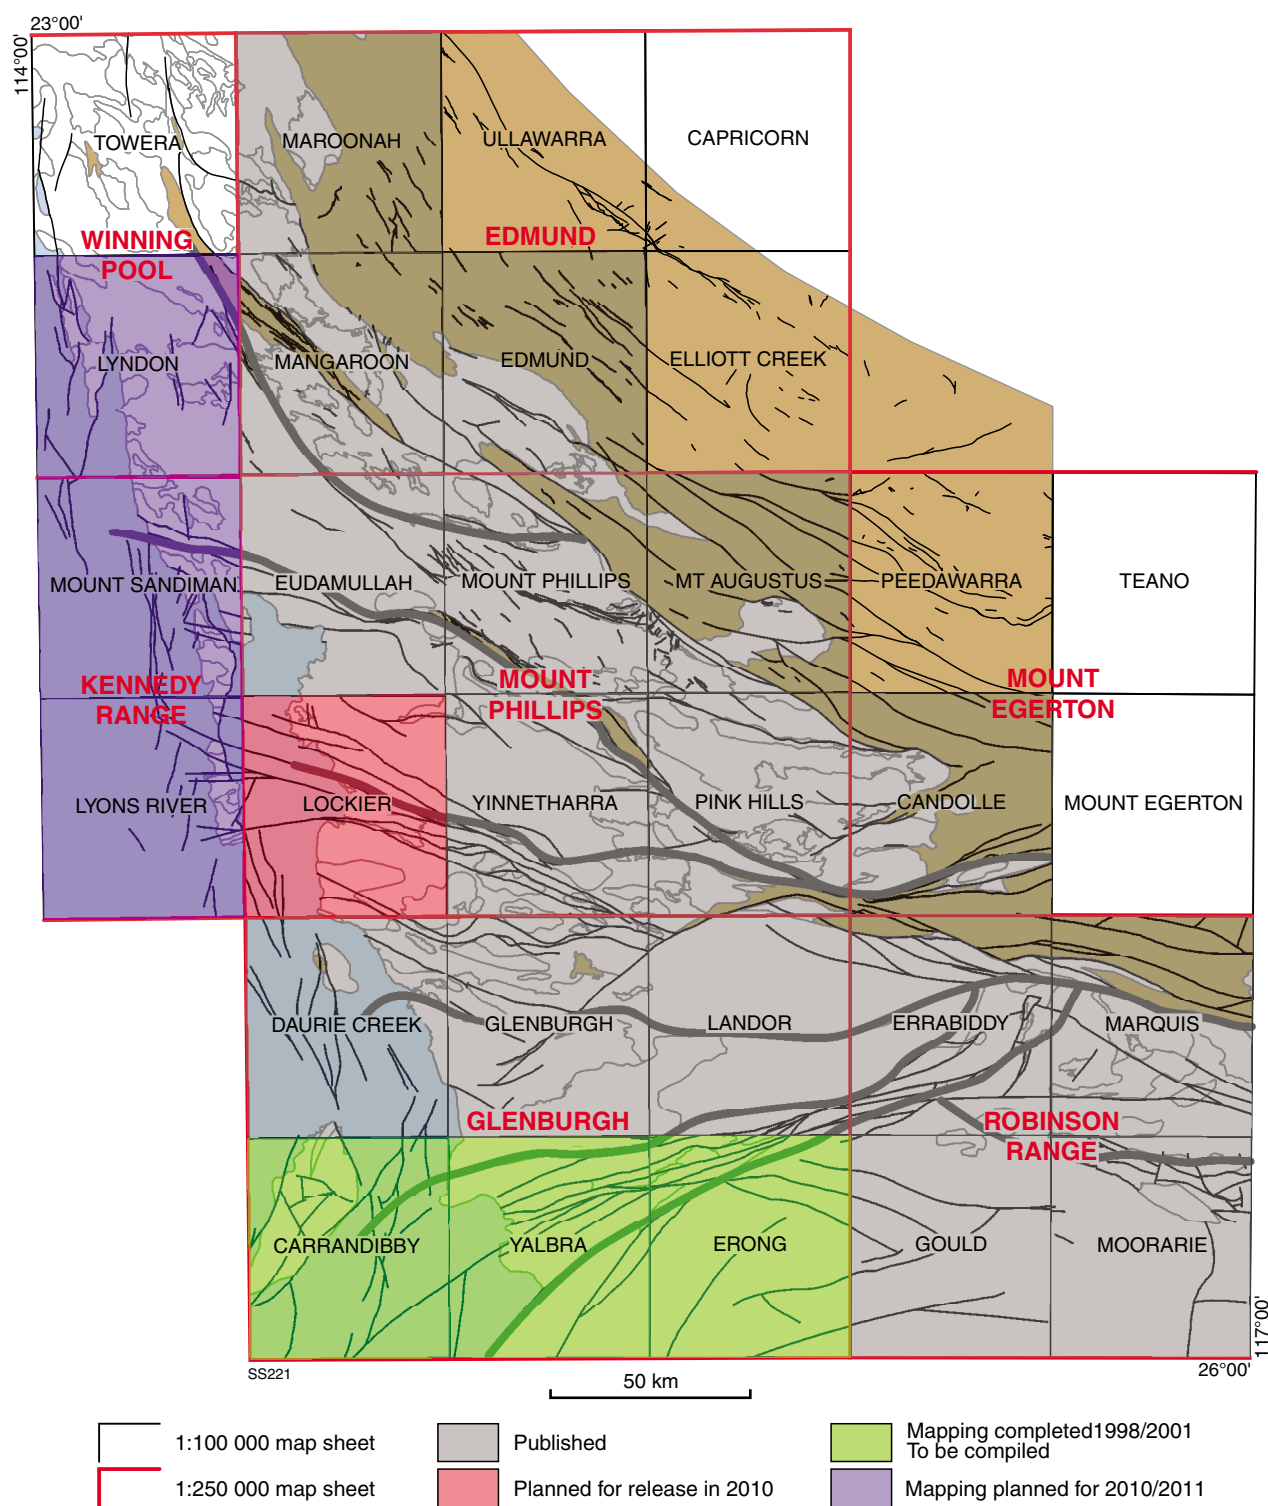 23°00'
114°00'
TOWERA
MAROONAH
ULLAWARRA
CAPRICORN
WINNING
POOL
EDMUND
LYNDON
MANGAROON
EDMUND
ELLIOTT CREEK
MOUNT SANDIMAN
EUDAMULLAH
MOUNT PHILLIPS
MT AUGUSTUS
PEEDAWARRA
TEANO
KENNEDY
RANGE
MOUNT
PHILLIPS
MOUNT
EGERTON
LYONS RIVER
LOCKIER
YINNETHARRA
PINK HILLS
CANDOLLE
MOUNT EGERTON
DAURIE CREEK
GLENBURGH
LANDOR
ERRABIDDY
MARQUIS
GLENBURGH
ROBINSON
RANGE
CARRANDIBBY
YALBRA
ERONG
GOULD
MOORARIE
117°00'
26°00'
SS221
50 km
1:100 000 map sheet
1:250 000 map sheet
Published
Planned for release in 2010
Mapping completed1998/2001
To be compiled
Mapping planned for 2010/2011